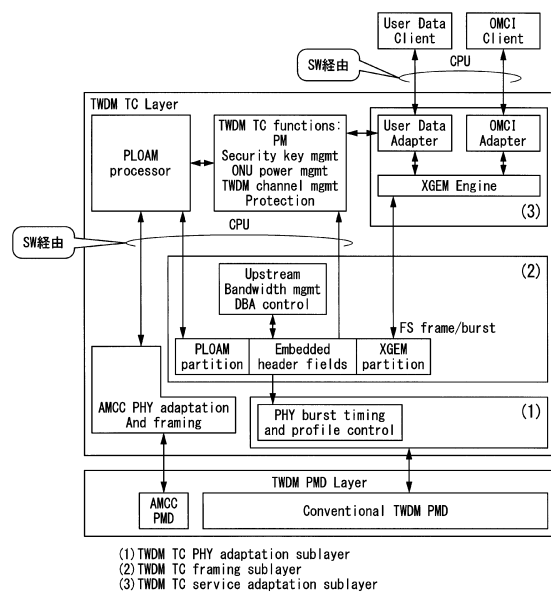 User Data
Client
OMCI
Client
SW経由
CPU
TWDM TC Layer
PLOAM
processor
TWDM TC functions:
PM
Security key mgmt
ONU power mgmt
TWDM channel mgmt
Protection
User Data
Adapter
OMCI
Adapter
XGEM Engine
(3)
SW経由
CPU
(2)
Upstream
Bandwidth mgmt
DBA control
FS frame/burst
PLOAM
partition
Embedded
header fields
XGEM
partition
AMCC PHY adaptation
And framing
(1)
PHY burst timing
and profile control
TWDM PMD Layer
AMCC
PMD
Conventional TWDM PMD
(1) TWDM TC PHY adaptation sublayer
(2) TWDM TC framing sublayer
(3) TWDM TC service adaptation sublayer